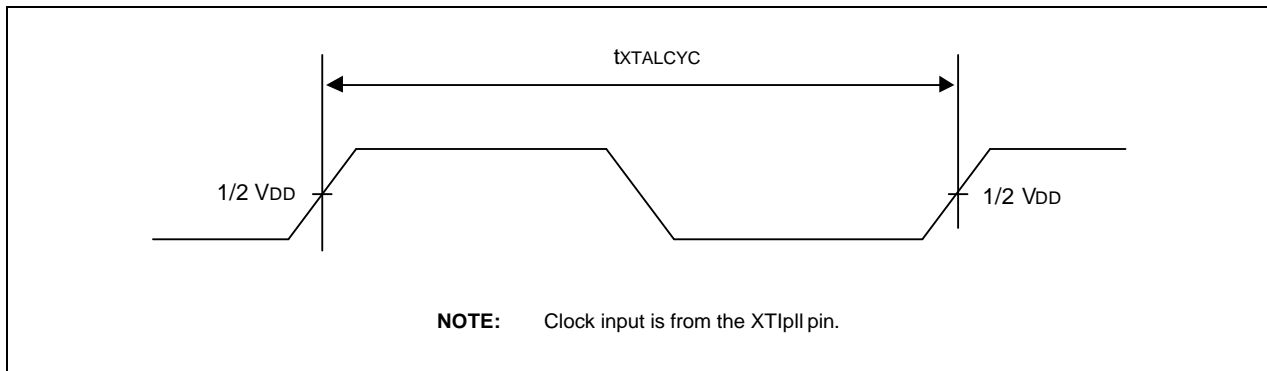 tXTALCYC
1/2 VDD
1/2 VDD
NOTE: Clock input is from the XTIpll pin.